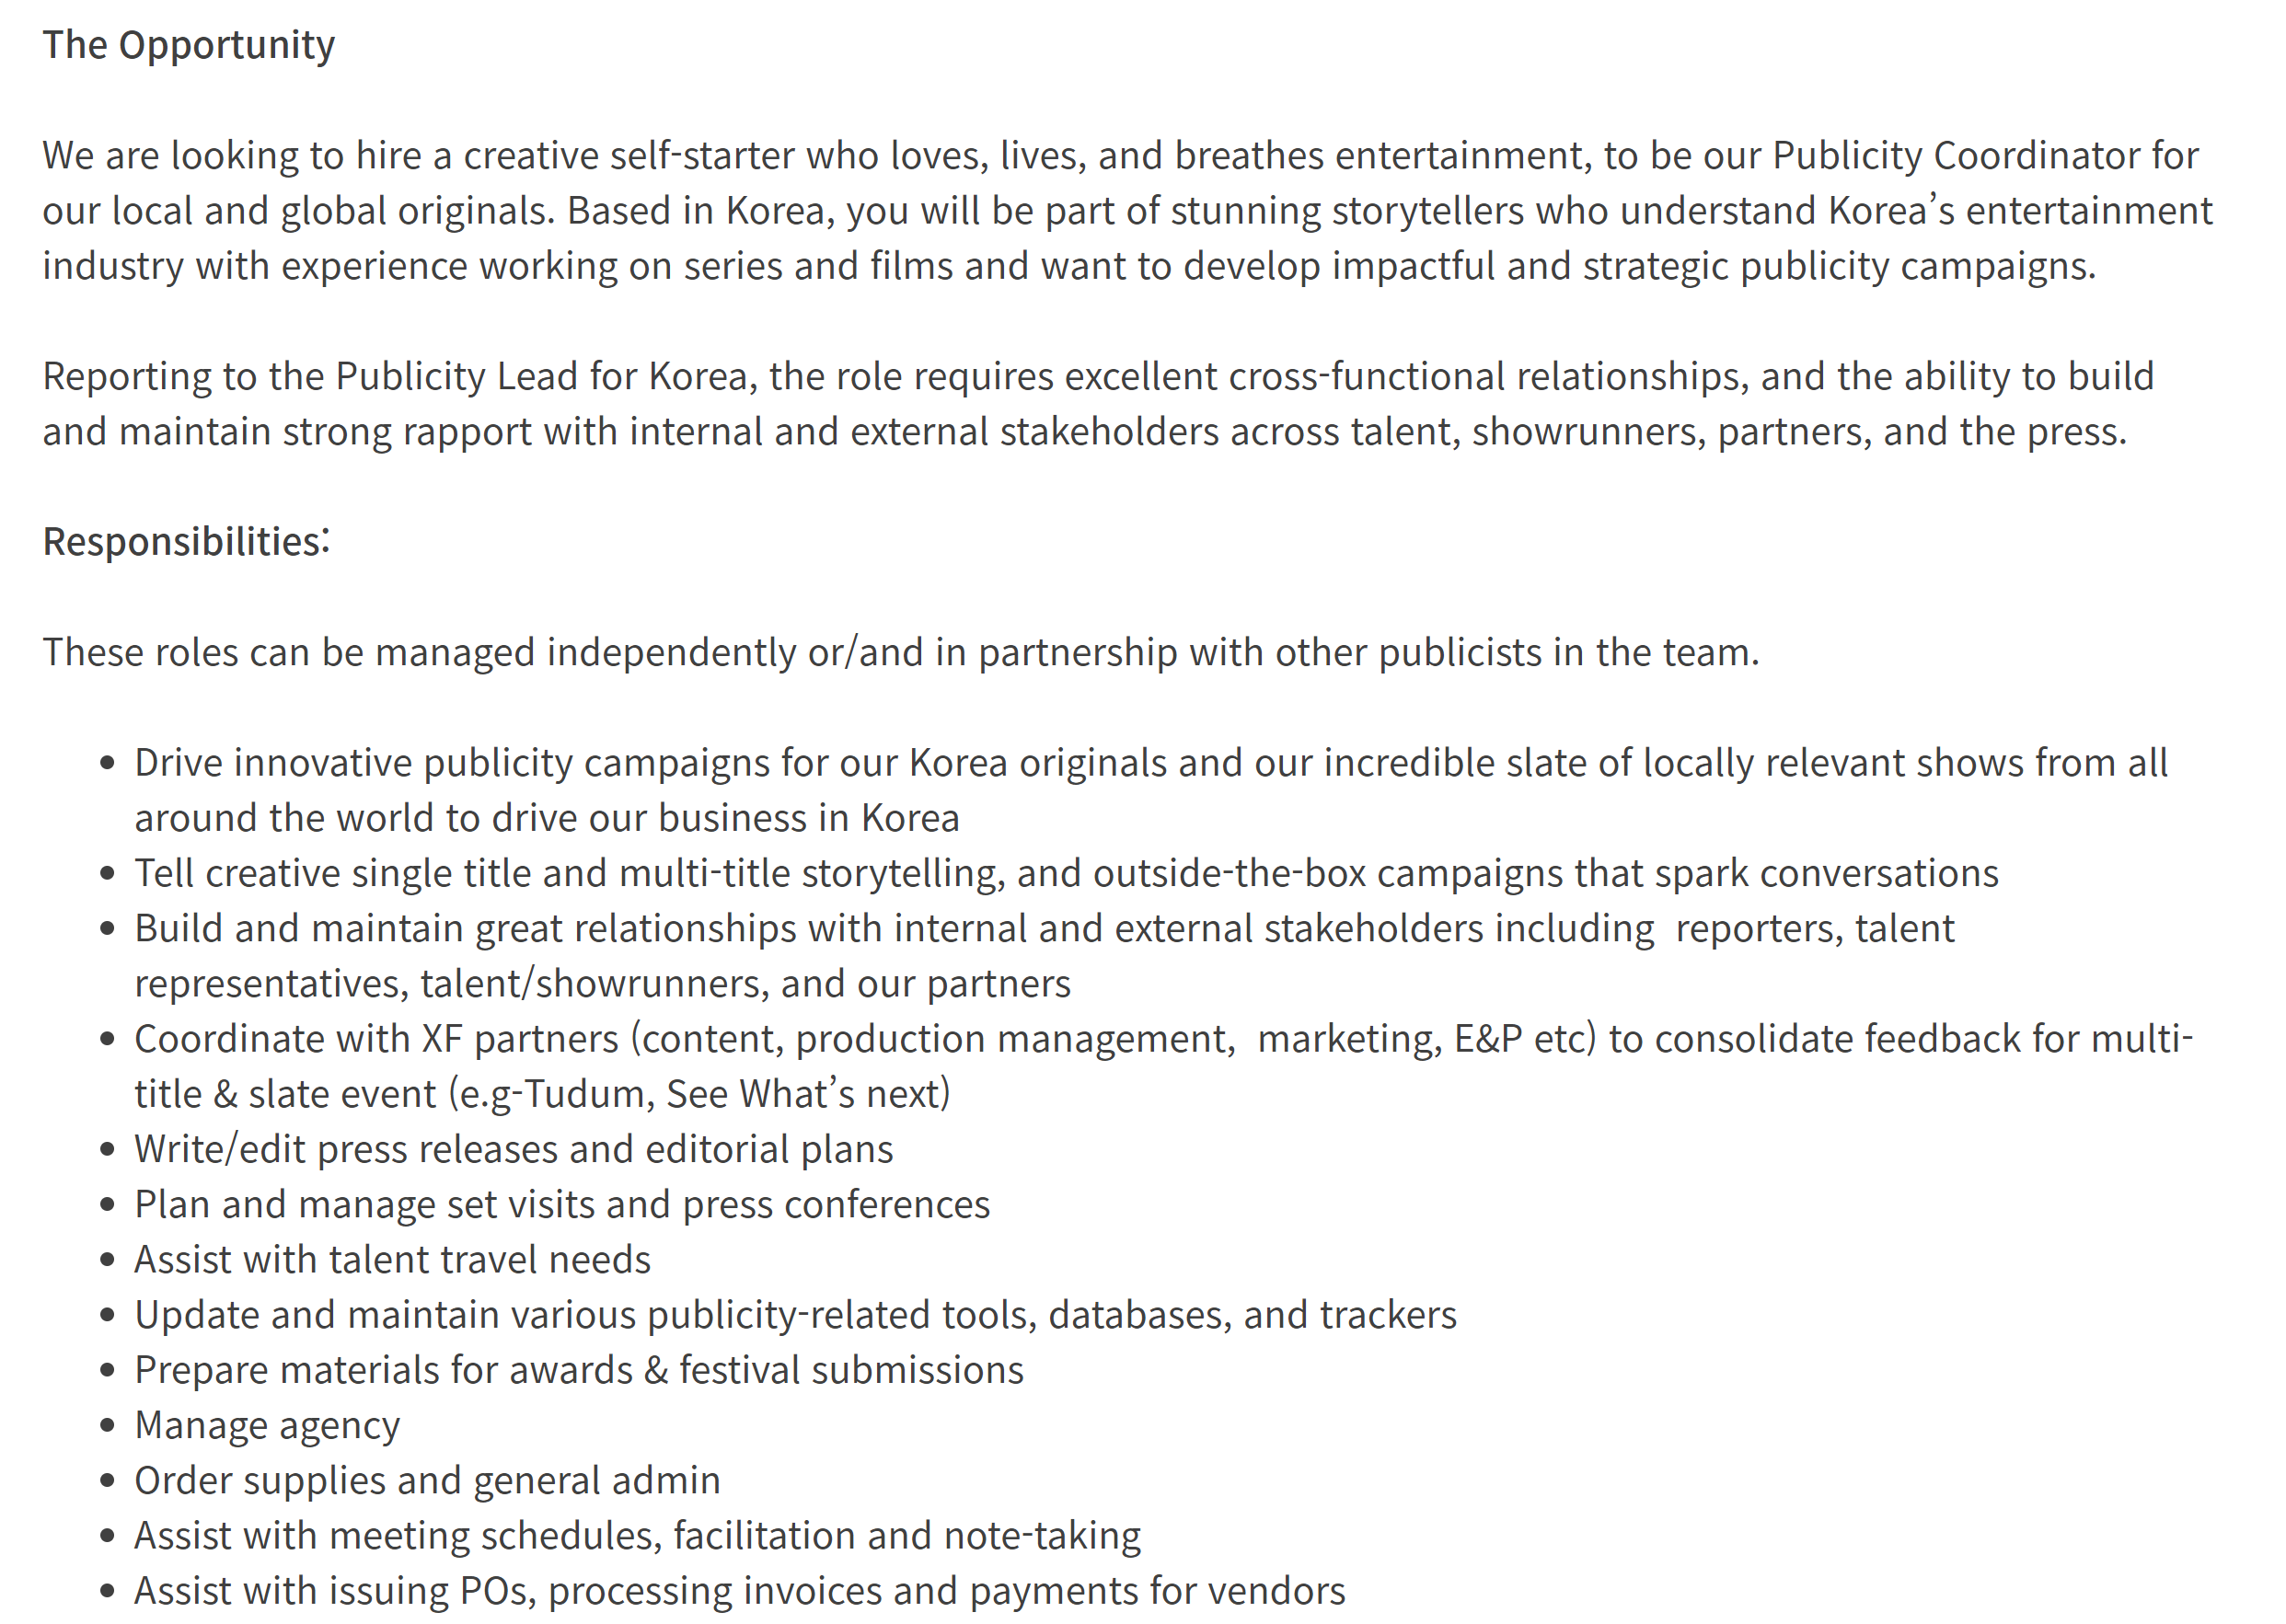 The Opportunity
We are looking to hire a creative self-starter who loves, lives, and breathes entertainment, to be our Publicity Coordinator for
our local and global originals. Based in Korea, you will be part of stunning storytellers who understand Korea’s entertainment
industry with experience working on series and films and want to develop impactful and strategic publicity campaigns.
Reporting to the Publicity Lead for Korea, the role requires excellent cross-functional relationships, and the ability to build
and maintain strong rapport with internal and external stakeholders across talent, showrunners, partners, and the press.
Responsibilities:
These roles can be managed independently or/and in partnership with other publicists in the team.
• Drive innovative publicity campaigns for our Korea originals and our incredible slate of locally relevant shows from all
around the world to drive our business in Korea
• Tell creative single title and multi-title storytelling, and outside-the-box campaigns that spark conversations
• Build and maintain great relationships with internal and external stakeholders including  reporters, talent
representatives, talent/showrunners, and our partners
• Coordinate with XF partners (content, production management,  marketing, E&P etc) to consolidate feedback for multi-
title & slate event (e.g-Tudum, See What’s next)
• Write/edit press releases and editorial plans
• Plan and manage set visits and press conferences
• Assist with talent travel needs
• Update and maintain various publicity-related tools, databases, and trackers
• Prepare materials for awards & festival submissions
• Manage agency
• Order supplies and general admin
• Assist with meeting schedules, facilitation and note-taking
• Assist with issuing POs, processing invoices and payments for vendors